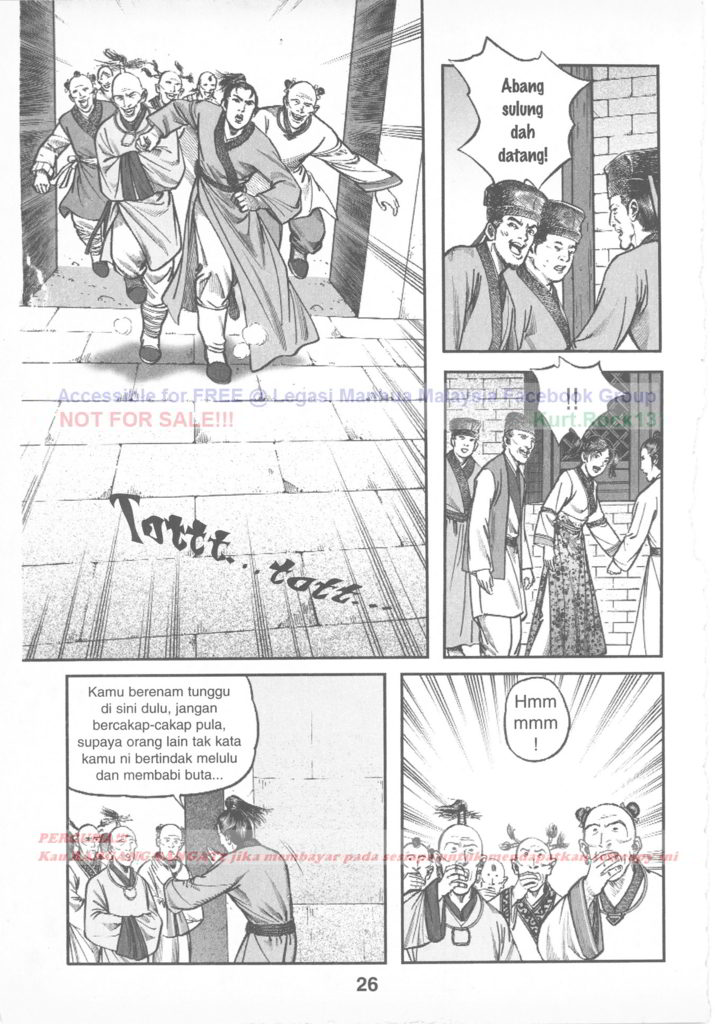 Abang
sulung
dah
datang!
Accessible for FREE @ Legasi Manhua Malaysia Facebook Group
NOT FOR SALE!!!
!!
Kurt.Rock13
Tottt... tott...
Kamu berenam tunggu
di sini dulu, jangan
bercakap-cakap pula,
supaya orang lain tak kata
kamu ni bertindak melulu
dan membabi buta...
Hmm
mmm
!
jika membayar pada
ini
26